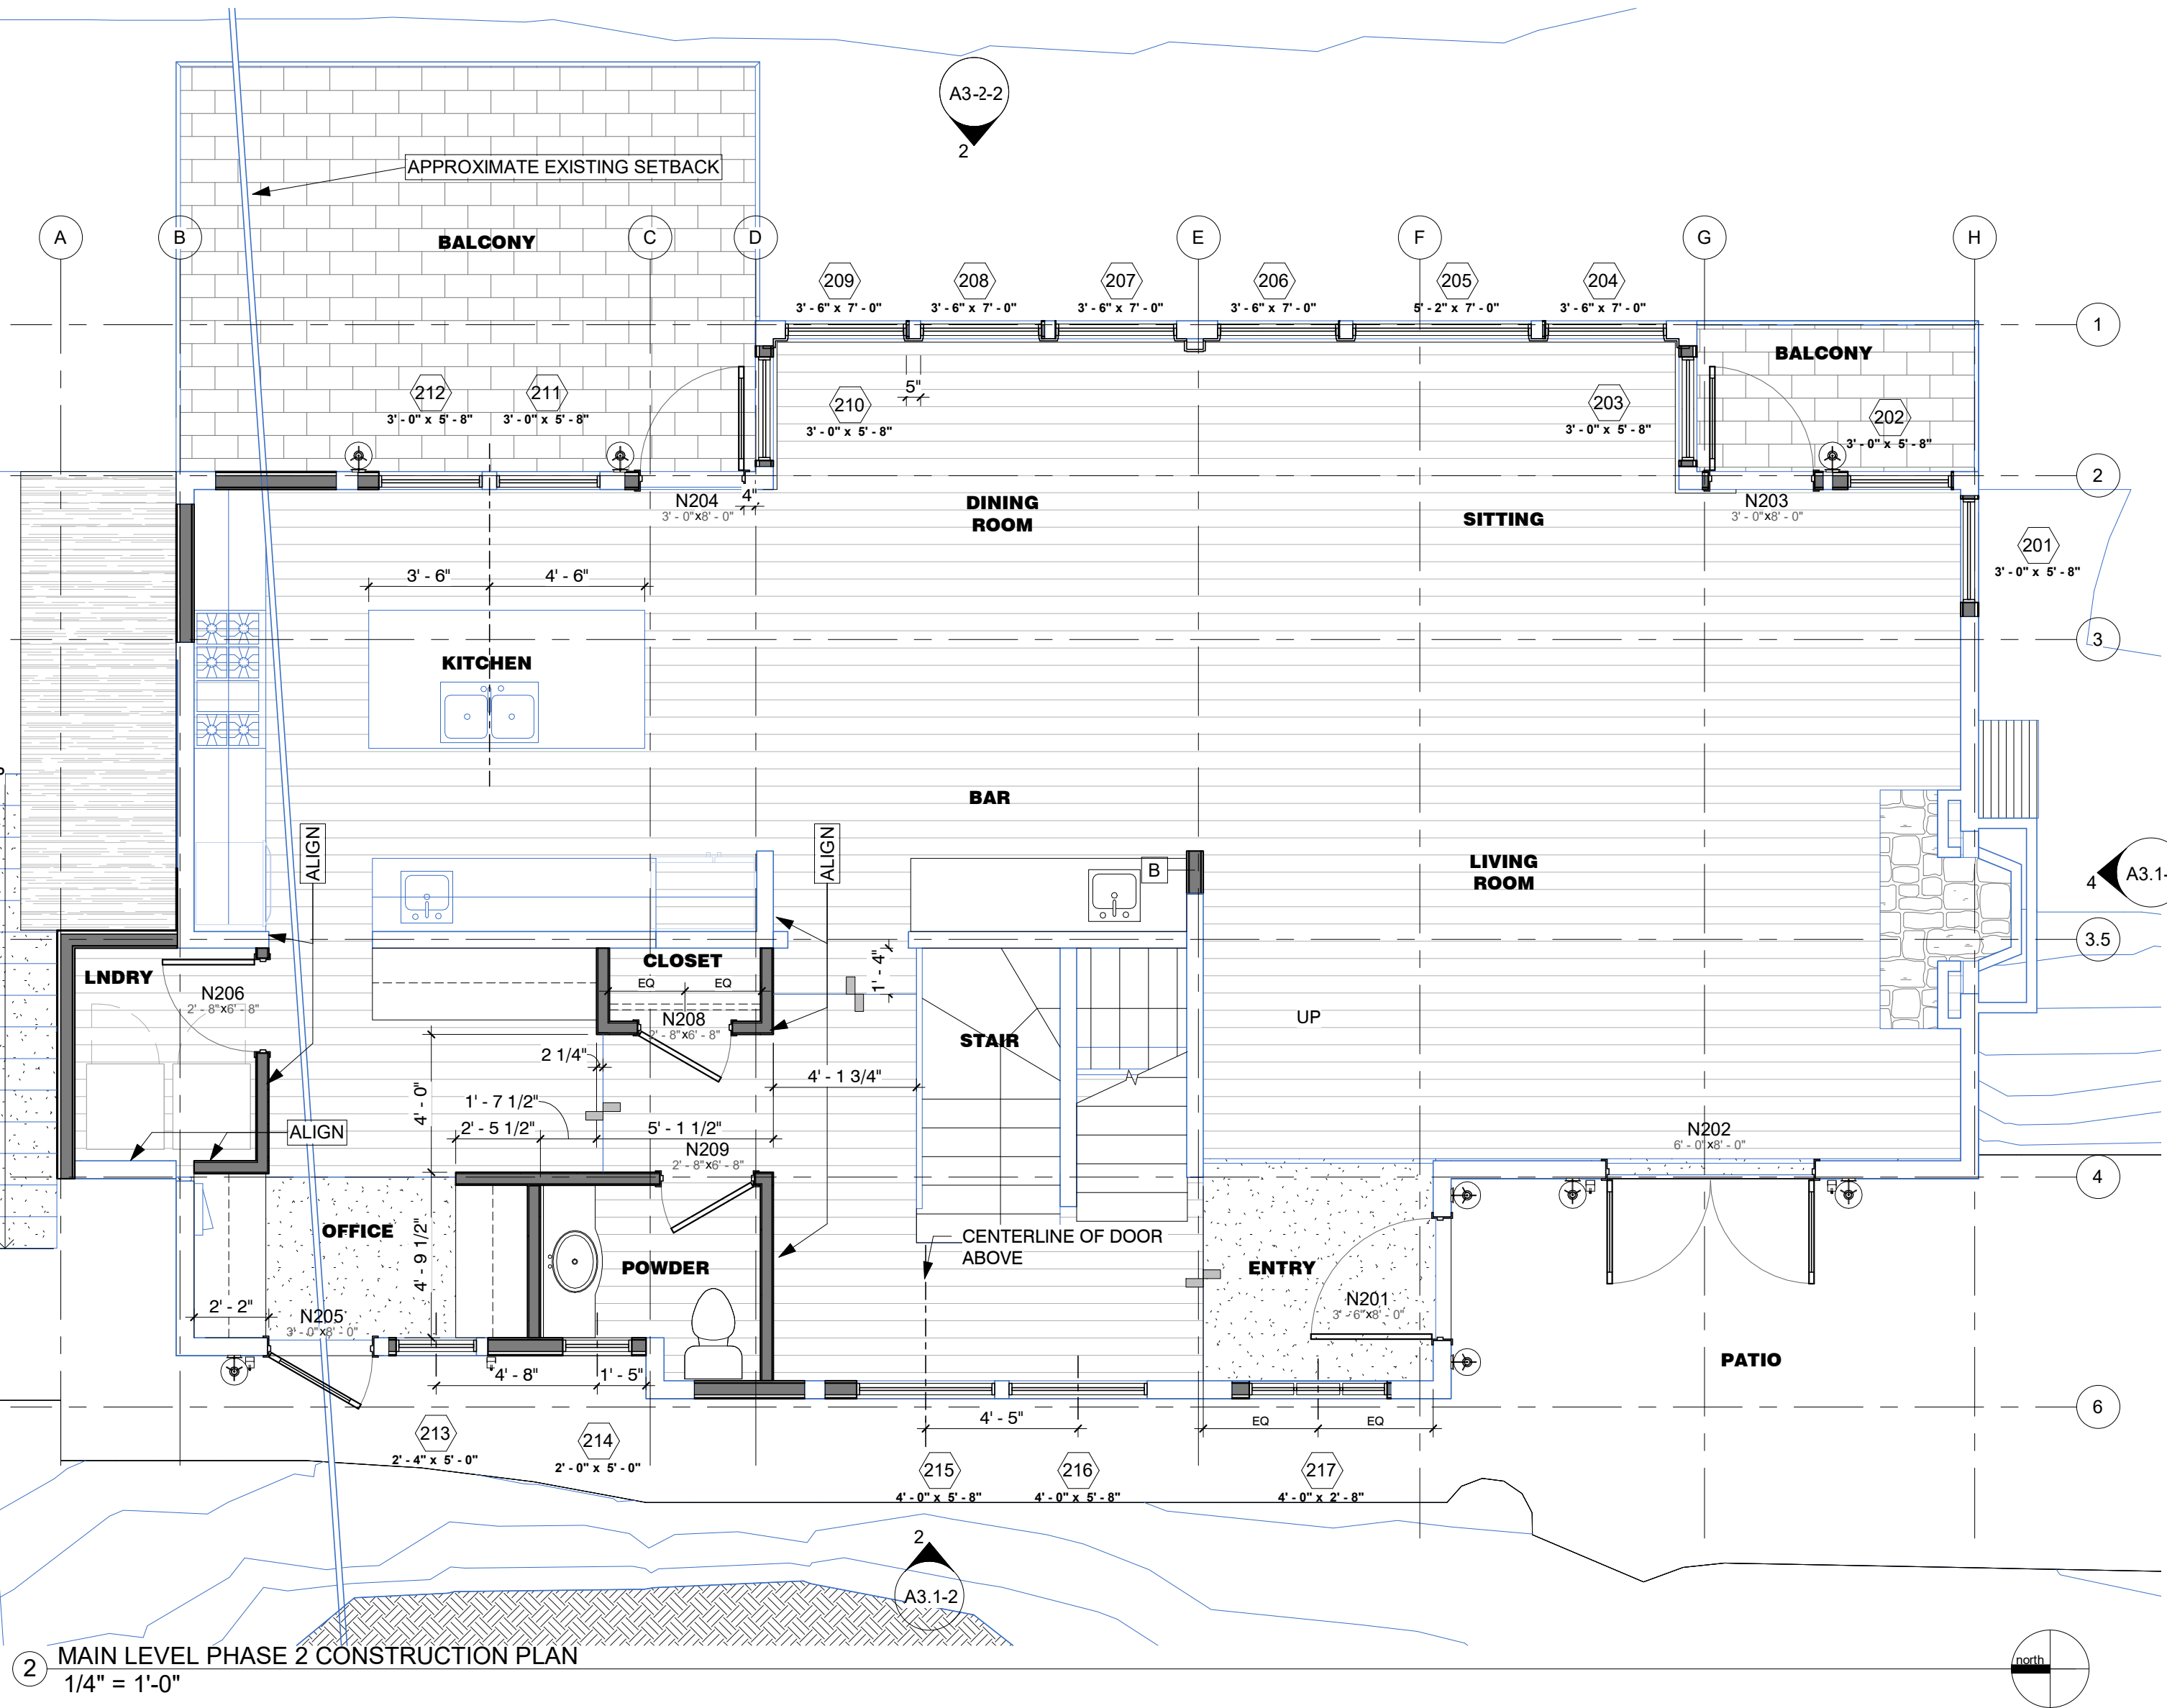 A3-2-2
2
APPROXIMATE EXISTING SETBACK
A
B
C
D
E
F
G
H
BALCONY
209
3' - 6" x 7' - 0"
208
3' - 6" x 7' - 0"
207
3' - 6" x 7' - 0"
206
3' - 6" x 7' - 0"
205
5' - 2" x 7' - 0"
204
3' - 6" x 7' - 0"
1
BALCONY
212
3' - 0" x 5' - 8"
211
3' - 0" x 5' - 8"
5"
210
3' - 0" x 5' - 8"
203
3' - 0" x 5' - 8"
202
3' - 0" x 5' - 8"
2
N204
3' - 0"x8' - 0"
4"
DINING
ROOM
SITTING
N203
3' - 0"x8' - 0"
201
3' - 0" x 5' - 8"
3' - 6"
4' - 6"
3
KITCHEN
BAR
ALIGN
ALIGN
B
LIVING
ROOM
4
A3.1-
3.5
LNDRY
CLOSET
EQ
EQ
1' - 4"
N206
2' - 8"x6' - 8"
N208
2' - 8"x6' - 8"
UP
STAIR
2 1/4"
4' - 1 3/4"
4' - 0"
1' - 7 1/2"
2' - 5 1/2"
5' - 1 1/2"
ALIGN
N209
2' - 8"x6' - 8"
N202
6' - 0"x8' - 0"
4
OFFICE
4' - 9 1/2"
CENTERLINE OF DOOR
ABOVE
POWDER
ENTRY
2' - 2"
N205
3' - 0"x8' - 0"
N201
3' - 6"x8' - 0"
PATIO
4' - 8"
1' - 5"
4' - 5"
EQ
EQ
6
213
2' - 4" x 5' - 0"
214
2' - 0" x 5' - 0"
215
4' - 0" x 5' - 8"
216
4' - 0" x 5' - 8"
217
4' - 0" x 2' - 8"
2
A3.1-2
2
MAIN LEVEL PHASE 2 CONSTRUCTION PLAN
1/4" = 1'-0"
north